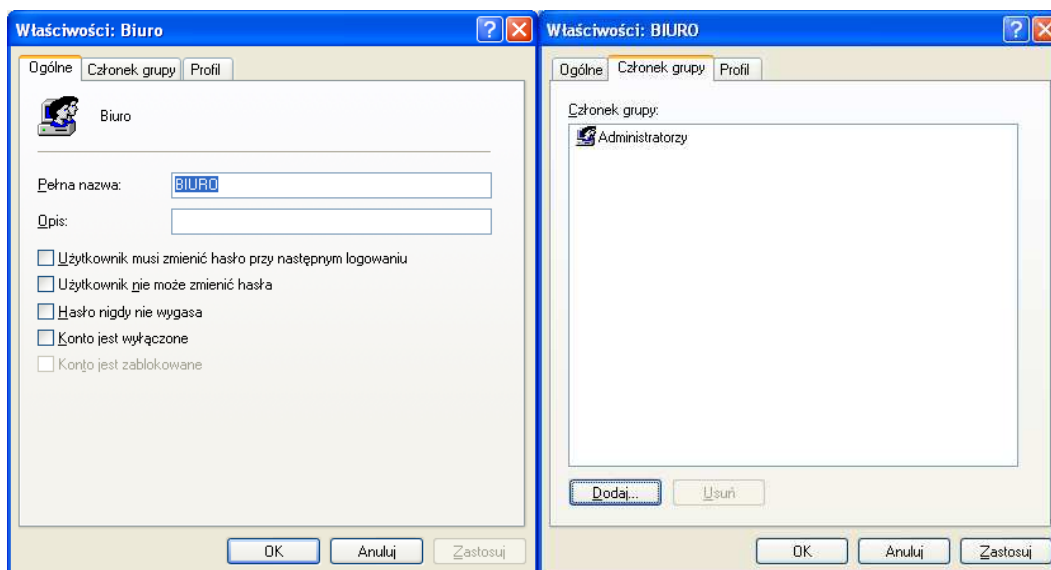 Właściwości: Biuro
Ogólne Członek grupy Profil
Biuro
Pełna nazwa: BIURO
Opis:
Użytkownik musi zmienić hasło przy następnym logowaniu
Użytkownik nie może zmienić hasła
Hasło nigdy nie wygasa
Konto jest wyłączone
Konto jest zablokowane
OK Anuluj Zastosuj
Właściwości: BIURO
Ogólne Członek grupy Profil
Członek grupy:
Administratorzy
Dodaj... Usuń
OK Anuluj Zastosuj